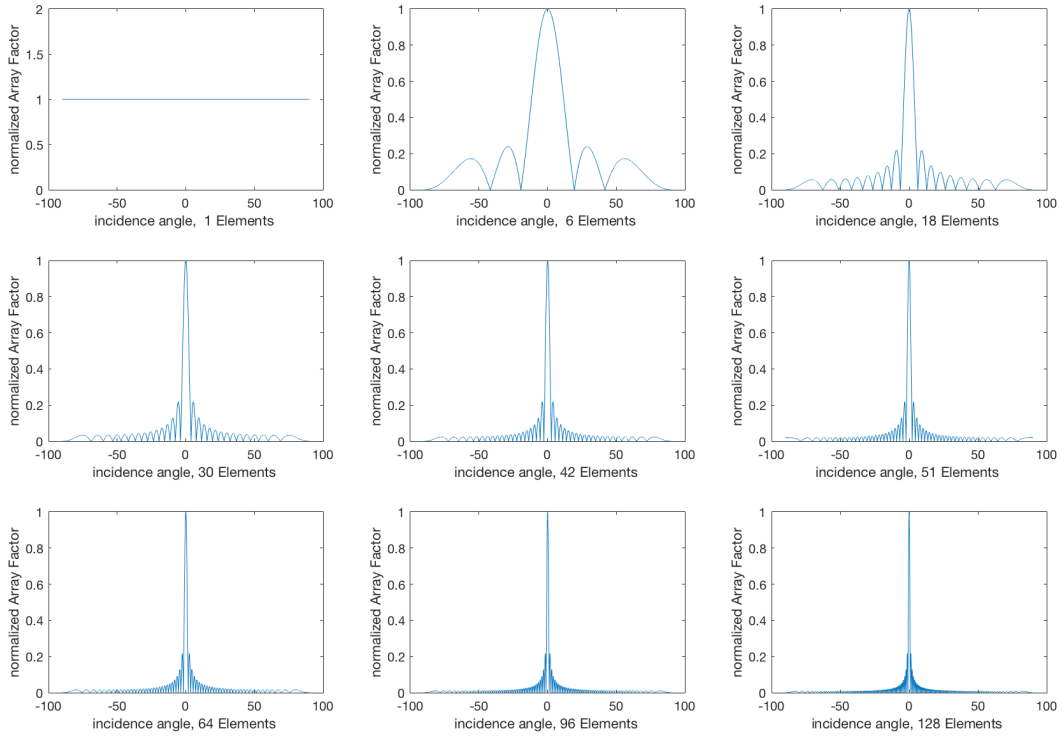 normalized Array Factor
2
1.5
1
0.5
0
-100 -50 0 50 100
incidence angle, 1 Elements
normalized Array Factor
1
0.8
0.6
0.4
0.2
0
-100 -50 0 50 100
incidence angle, 6 Elements
normalized Array Factor
1
0.8
0.6
0.4
0.2
0
-100 -50 0 50 100
incidence angle, 18 Elements
normalized Array Factor
1
0.8
0.6
0.4
0.2
0
-100 -50 0 50 100
incidence angle, 30 Elements
normalized Array Factor
1
0.8
0.6
0.4
0.2
0
-100 -50 0 50 100
incidence angle, 42 Elements
normalized Array Factor
1
0.8
0.6
0.4
0.2
0
-100 -50 0 50 100
incidence angle, 51 Elements
normalized Array Factor
1
0.8
0.6
0.4
0.2
0
-100 -50 0 50 100
incidence angle, 64 Elements
normalized Array Factor
1
0.8
0.6
0.4
0.2
0
-100 -50 0 50 100
incidence angle, 96 Elements
normalized Array Factor
1
0.8
0.6
0.4
0.2
0
-100 -50 0 50 100
incidence angle, 128 Elements